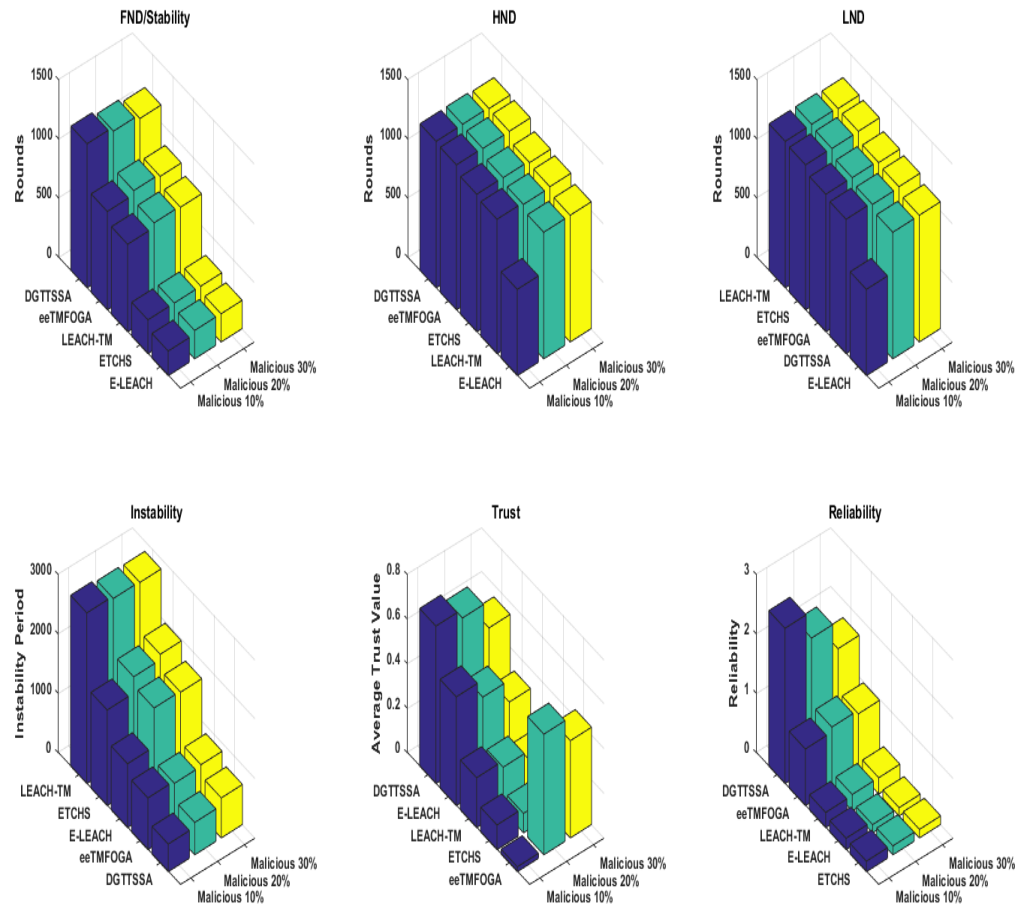 FND/Stability
Rounds
1500
1000
500
0
DGTTSSA
eeTMFOGA
LEACH-TM
ETCHS
E-LEACH
Malicious 30%
Malicious 20%
Malicious 10%
HND
Rounds
1500
1000
500
0
DGTTSSA
eeTMFOGA
ETCHS
LEACH-TM
E-LEACH
Malicious 30%
Malicious 20%
Malicious 10%
LND
Rounds
1500
1000
500
0
LEACH-TM
ETCHS
eeTMFOGA
DGTTSSA
E-LEACH
Malicious 30%
Malicious 20%
Malicious 10%
Instability
Instability Period
3000
2000
1000
0
LEACH-TM
ETCHS
E-LEACH
eeTMFOGA
DGTTSSA
Malicious 30%
Malicious 20%
Malicious 10%
Trust
Average Trust Value
0.8
0.6
0.4
0.2
0
DGTTSSA
E-LEACH
LEACH-TM
ETCHS
eeTMFOGA
Malicious 30%
Malicious 20%
Malicious 10%
Reliability
Reliability
3
2
1
0
DGTTSSA
eeTMFOGA
LEACH-TM
E-LEACH
ETCHS
Malicious 30%
Malicious 20%
Malicious 10%